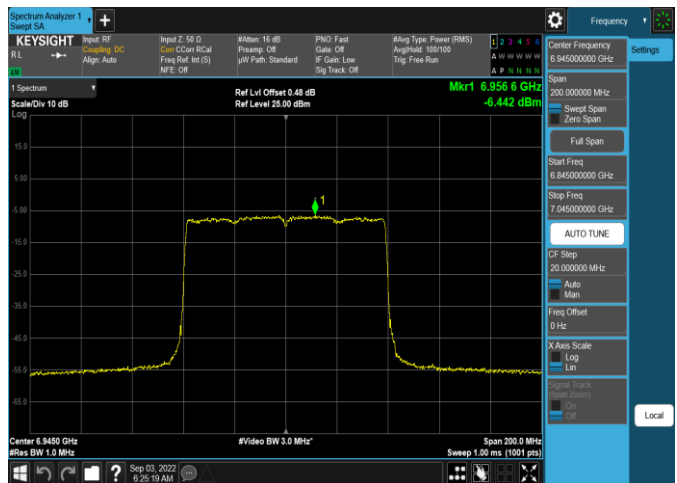 Spectrum Analyzer 1
Swept SA
Frequency
KEYSIGHT
R L
LW
Input: RF
Coupling: DC
Align: Auto
Input Z: 50 Ω
Corr CCorr RCal
Freq Ref: Int (S)
NFE: Off
#Atten: 16 dB
Preamp: Off
µW Path: Standard
PNO: Fast
Gate: Off
IF Gain: Low
Sig Track: Off
#Avg Type: Power (RMS)
Avg|Hold: 100/100
Trig: Free Run
1 2 3 4 5 6
A W W W W W
A P N N N N
1 Spectrum
Scale/Div 10 dB
Log
Ref Lvl Offset 0.48 dB
Ref Level 25.00 dBm
Mkr1 6.956 6 GHz
-6.442 dBm
15.0
5.00
-5.00
-15.0
-25.0
-35.0
-45.0
-55.0
-65.0
1
Center 6.9450 GHz
#Res BW 1.0 MHz
#Video BW 3.0 MHz*
Span 200.0 MHz
Sweep 1.00 ms (1001 pts)
Sep 03, 2022
6:25:19 AM
Center Frequency
6.945000000 GHz
Settings
Span
200.000000 MHz
Swept Span
Zero Span
Full Span
Start Freq
6.845000000 GHz
Stop Freq
7.045000000 GHz
AUTO TUNE
CF Step
20.000000 MHz
Auto
Man
Freq Offset
0 Hz
X Axis Scale
Log
Lin
Signal Track
(Span Zoom)
On
Off
Local